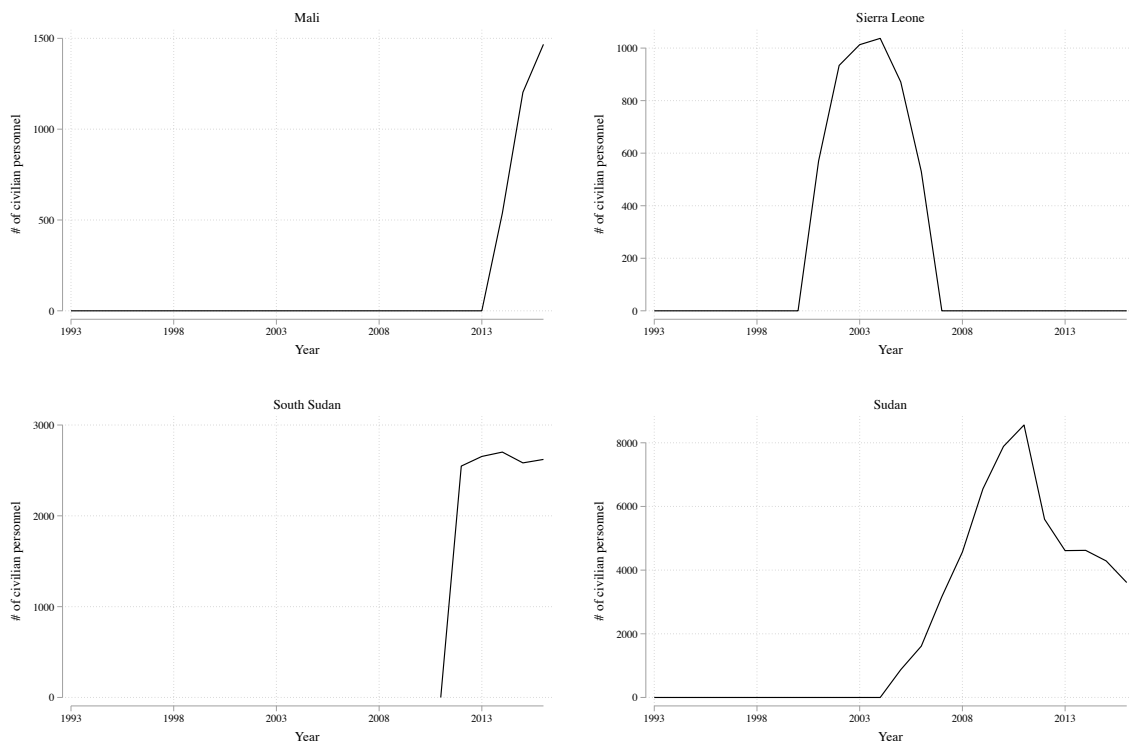 Mali
# of civilian personnel
1500
1000
500
0
1993 1998 2003 2008 2013
Year
Sierra Leone
# of civilian personnel
1000
800
600
400
200
0
1993 1998 2003 2008 2013
Year
South Sudan
# of civilian personnel
3000
2000
1000
0
1993 1998 2003 2008 2013
Year
Sudan
# of civilian personnel
8000
6000
4000
2000
0
1993 1998 2003 2008 2013
Year